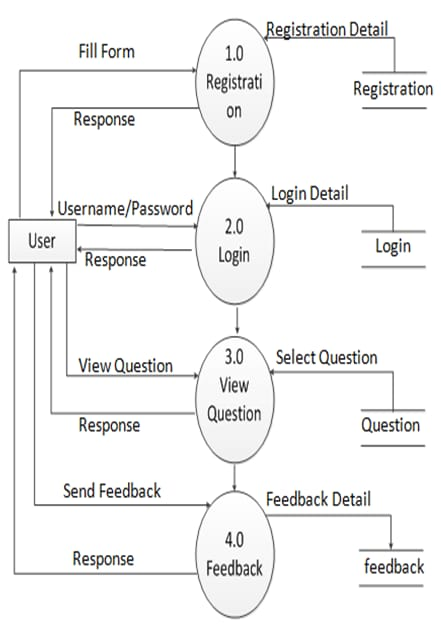 Registration Detail
Fill Form
1.0
Registrati
on
Registration
Response
Username/Password
Login Detail
2.0
Login
User
Login
Response
3.0
View
Question
Select Question
View Question
Response
Question
Send Feedback
Feedback Detail
4.0
Feedback
Response
feedback